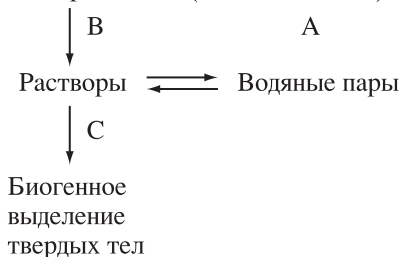 В А
Растворы Водяные пары
С
Биогенное
выделение
твердых тел